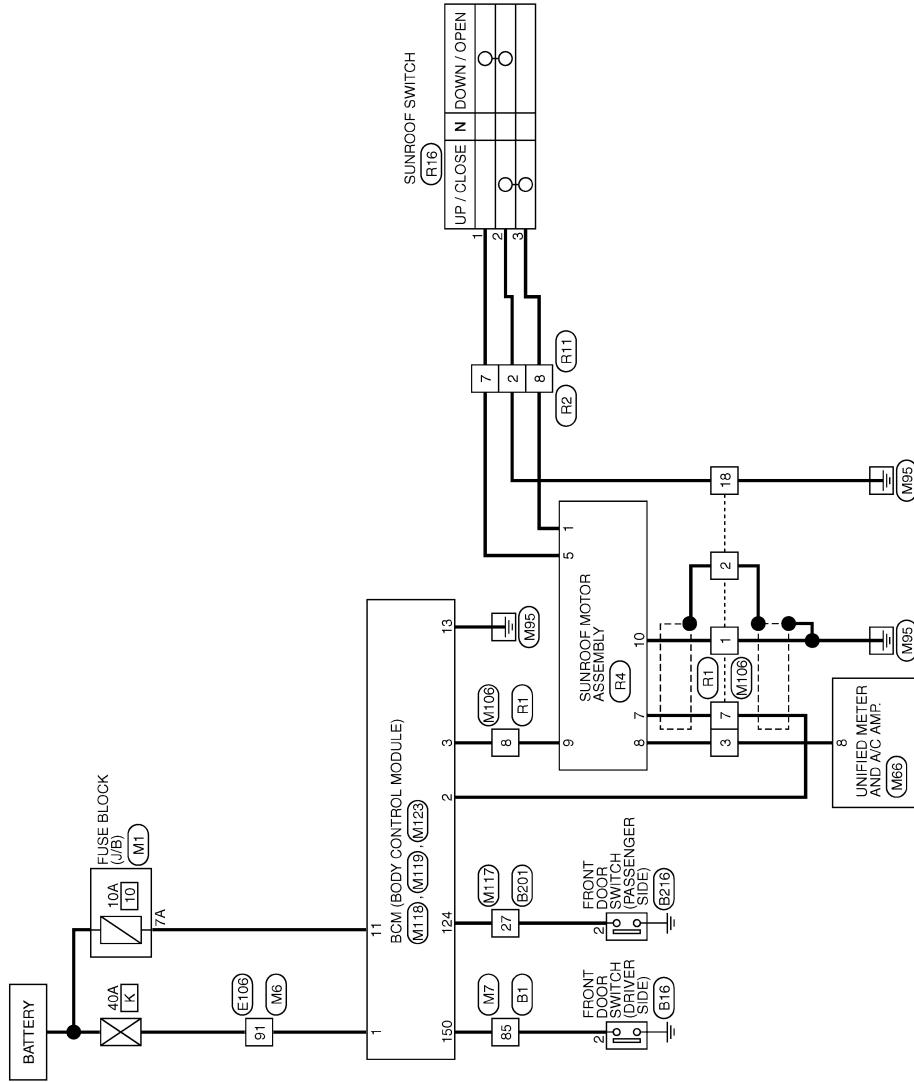 BATTERY
40A
K
FUSE BLOCK
(J/B)
M1
10A
10
7A
E106
91
M6
1
11
BCM (BODY CONTROL MODULE)
M118 , M119 , M123
150
124
2
3
13
M7
85
B1
M117
27
B201
M106
8
R1
M95
2
FRONT
DOOR
SWITCH
(DRIVER
SIDE)
B16
2
FRONT
DOOR
SWITCH
(PASSENGER
SIDE)
B216
9
5
1
SUNROOF MOTOR
ASSEMBLY
R4
8
7
10
R1
M106
3
7
1
2
18
8
UNIFIED METER
AND A/C AMP.
M66
M95
M95
7
2
8
R2
R11
SUNROOF SWITCH
R16
UP / CLOSE N DOWN / OPEN
1
2
3